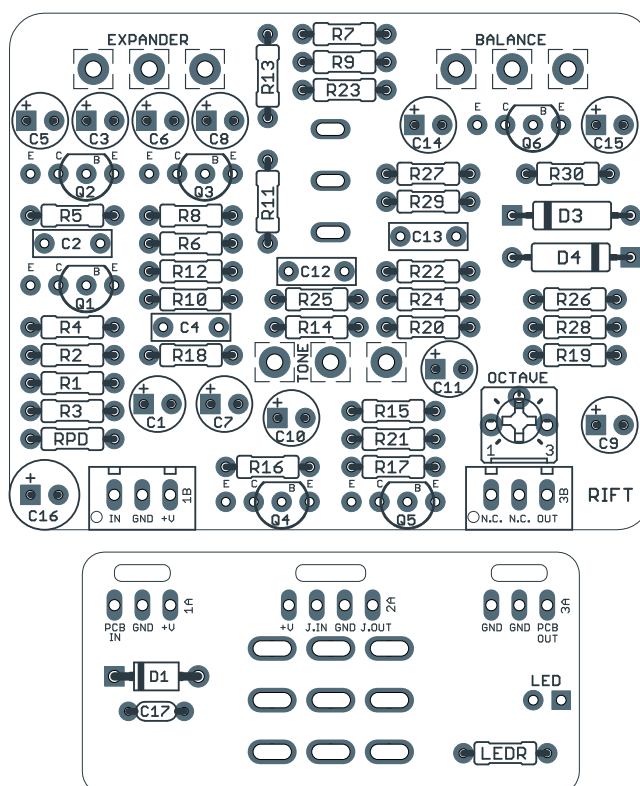 R7
EXPANDER
BALANCE
R9
R13
R23
+ + + + + +
C5 C3 C6 C8 C14 E C B E Q6 C15
E C B E Q2 E C B E Q3 R27 R30
R5 R8 R11 R29 D3
C2 R6 C13
R12 C12 R22 D4
E C B E Q1 R10 R25 R24 R26
R4 C4 R14 R20 R28
R2 R18 TONE R19
R1 + C11 OCTAVE
R3 + C1 + C7 + C10 R15 + C9
RPD R21 1 3
R16 R17
+ C16 IN GND +V 1B E C B E Q4 E C B E Q5 N.C. N.C. OUT 3B RIFT
1A 2A 3A
PCB IN GND +V +V J.IN GND J.OUT GND GND PCB OUT
D1 LED
C17
LEDR